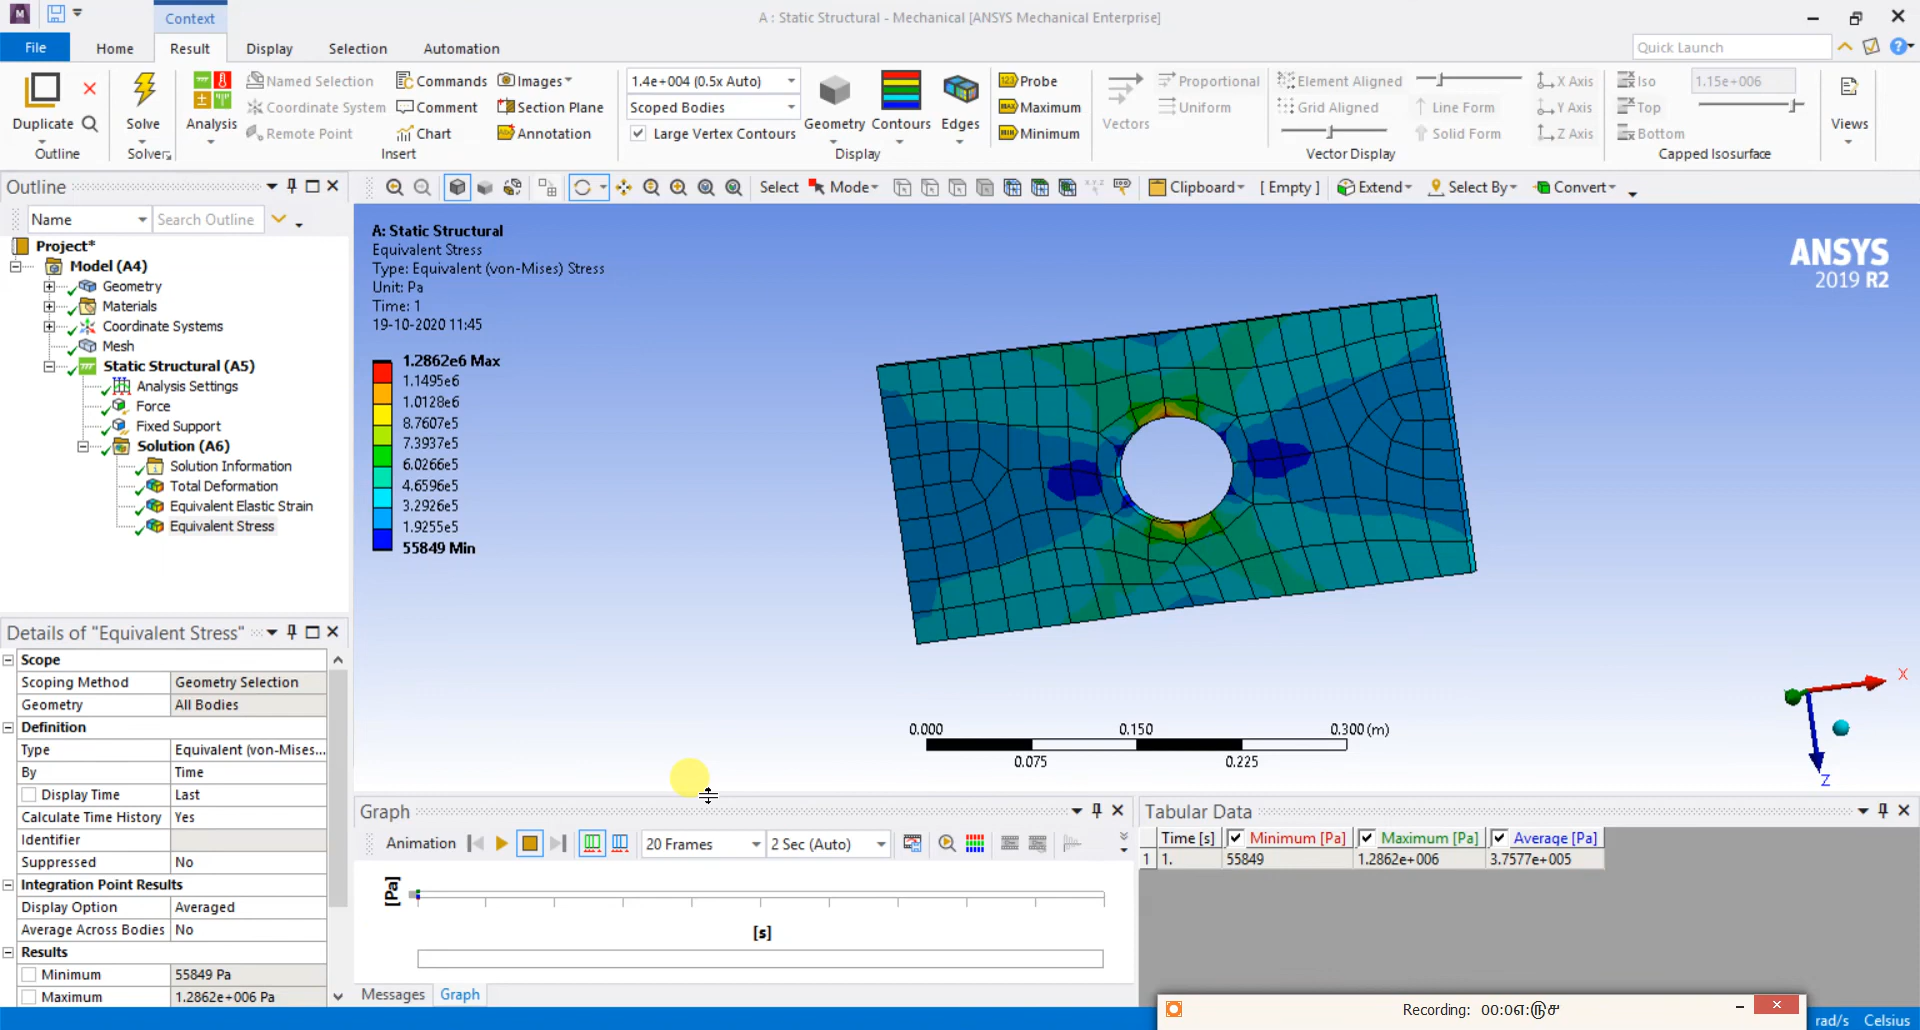 A : Static Structural - Mechanical [ANSYS Mechanical Enterprise]
Context
File Home Result Display Selection Automation
Quick Launch
Duplicate
Outline
Solve
Solver
Analysis
Named Selection
Coordinate System
Remote Point
Commands
Comment
Chart
Images
Section Plane
Annotation
Insert
1.4e+004 (0.5x Auto)
Scoped Bodies
Large Vertex Contours
Geometry
Contours
Edges
Display
Probe
Maximum
Minimum
Vectors
Proportional
Uniform
Element Aligned
Grid Aligned
Line Form
Solid Form
X Axis
Y Axis
Z Axis
Vector Display
Iso
Top
Bottom
1.15e+006
Capped Isosurface
Views
Select Mode Clipboard [ Empty ] Extend Select By Convert
Outline
Name Search Outline
Project*
Model (A4)
Geometry
Materials
Coordinate Systems
Mesh
Static Structural (A5)
Analysis Settings
Force
Fixed Support
Solution (A6)
Solution Information
Total Deformation
Equivalent Elastic Strain
Equivalent Stress
Details of "Equivalent Stress"
Scope
Scoping Method Geometry Selection
Geometry All Bodies
Definition
Type Equivalent (von-Mises...
By Time
Display Time Last
Calculate Time History Yes
Identifier
Suppressed No
Integration Point Results
Display Option Averaged
Average Across Bodies No
Results
Minimum 55849 Pa
Maximum 1.2862e+006 Pa
A: Static Structural
Equivalent Stress
Type: Equivalent (von-Mises) Stress
Unit: Pa
Time: 1
19-10-2020 11:45
1.2862e6 Max
1.1495e6
1.0128e6
8.7607e5
7.3937e5
6.0266e5
4.6596e5
3.2926e5
1.9255e5
55849 Min
ANSYS
2019 R2
0.000 0.150 0.300 (m)
0.075 0.225
X
Z
Graph
Animation 20 Frames 2 Sec (Auto)
[Pa]
[s]
Messages Graph
Tabular Data
Time [s] Minimum [Pa] Maximum [Pa] Average [Pa]
1 1. 55849 1.2862e+006 3.7577e+005
Recording:
rad/s Celsius